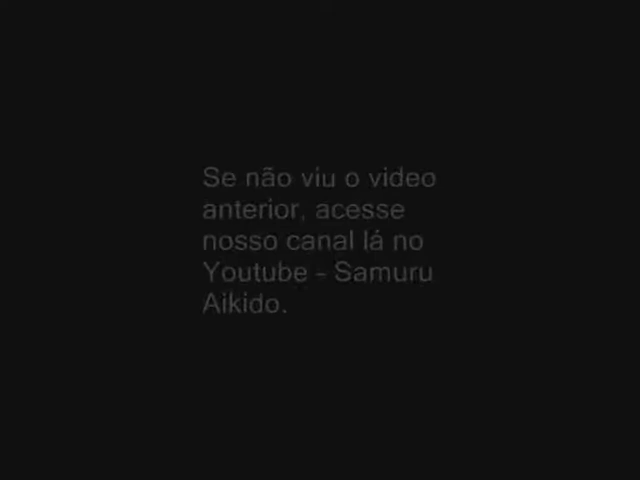 Se não viu o video
anterior, acesse
nosso canal lá no
Youtube - Samuru
Aikido.